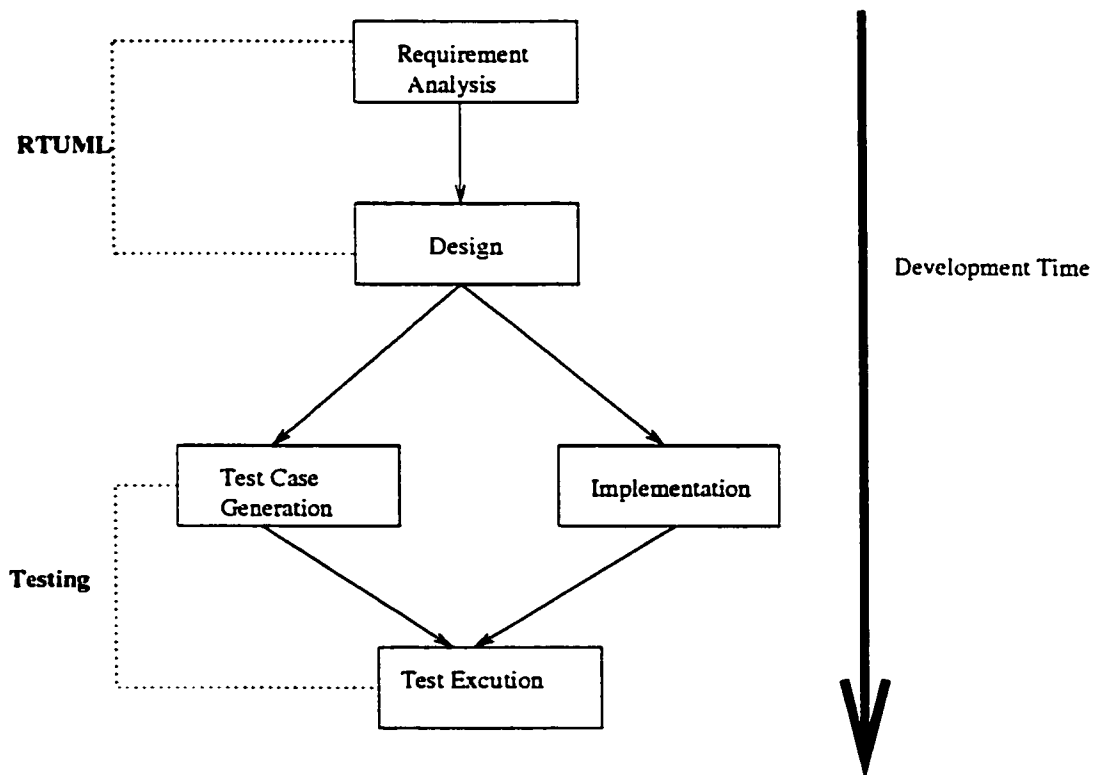 Requirement
Analysis
RTUML
Design
Development Time
Test Case
Generation
Implementation
Testing
Test Excution